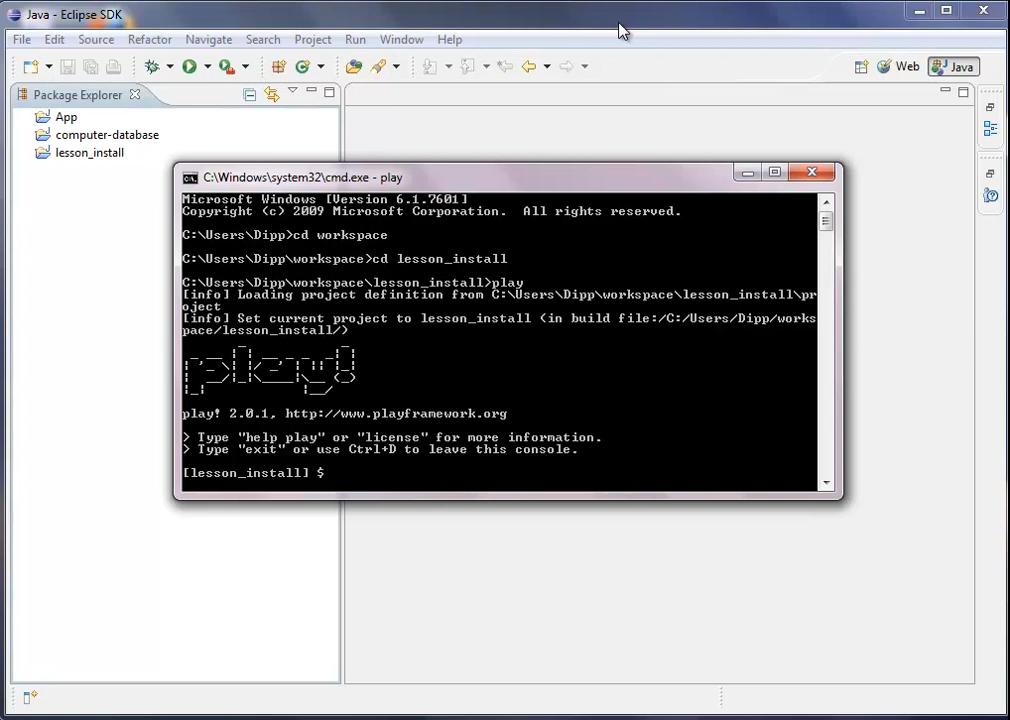 Java - Eclipse SDK
File Edit Source Refactor Navigate Search Project Run Window Help
Web Java
Package Explorer
App
computer-database
lesson_install
C:\Windows\system32\cmd.exe - play
Microsoft Windows [Version 6.1.7601]
Copyright (c) 2009 Microsoft Corporation.  All rights reserved.
C:\Users\Dipp>cd workspace
C:\Users\Dipp\workspace>cd lesson_install
C:\Users\Dipp\workspace\lesson_install>play
[info] Loading project definition from C:\Users\Dipp\workspace\lesson_install\pr
oject
[info] Set current project to lesson_install (in build file:/C:/Users/Dipp/works
pace/lesson_install/)
play!
play! 2.0.1, http://www.playframework.org
> Type "help play" or "license" for more information.
> Type "exit" or use Ctrl+D to leave this console.
[lesson_install] $